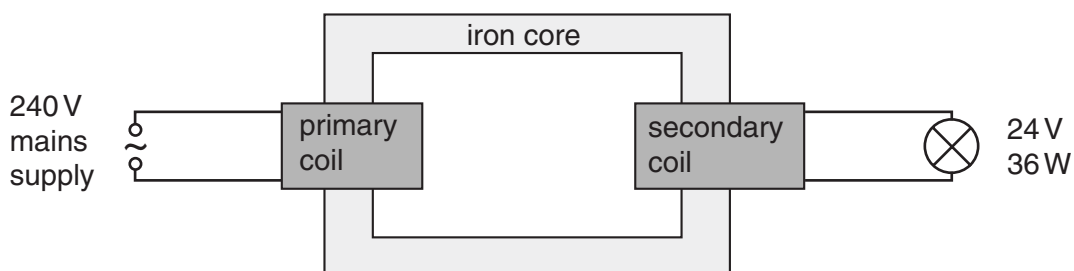 iron core
240 V
mains
supply
~
primary
coil
secondary
coil
24 V
36 W